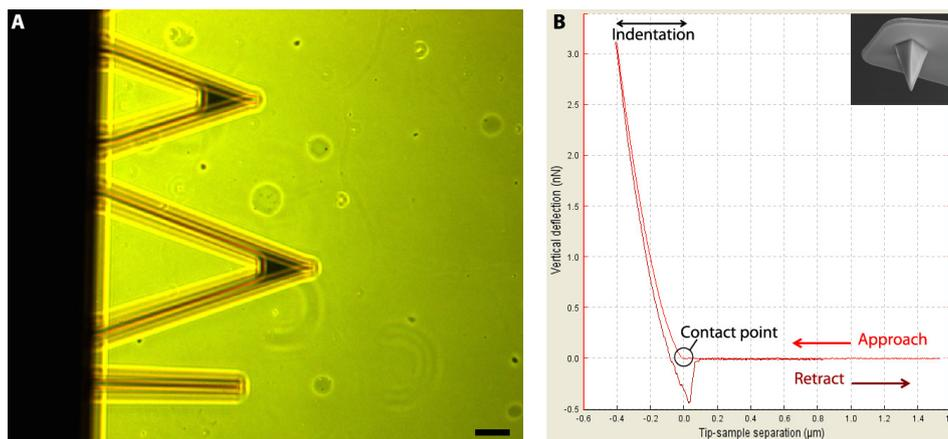 A
B
Indentation
3.0
2.5
2.0
1.5
1.0
0.5
0.0
-0.5
Vertical deflection (nN)
Contact point
Approach
Retract
-0.6 -0.4 -0.2 0.0 0.2 0.4 0.6 0.8 1.0 1.2 1.4
Tip-sample separation (µm)